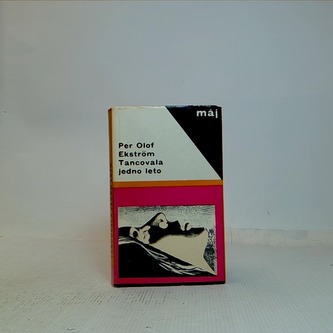 máj
Per Olof
Ekström
Tancovala
jedno leto